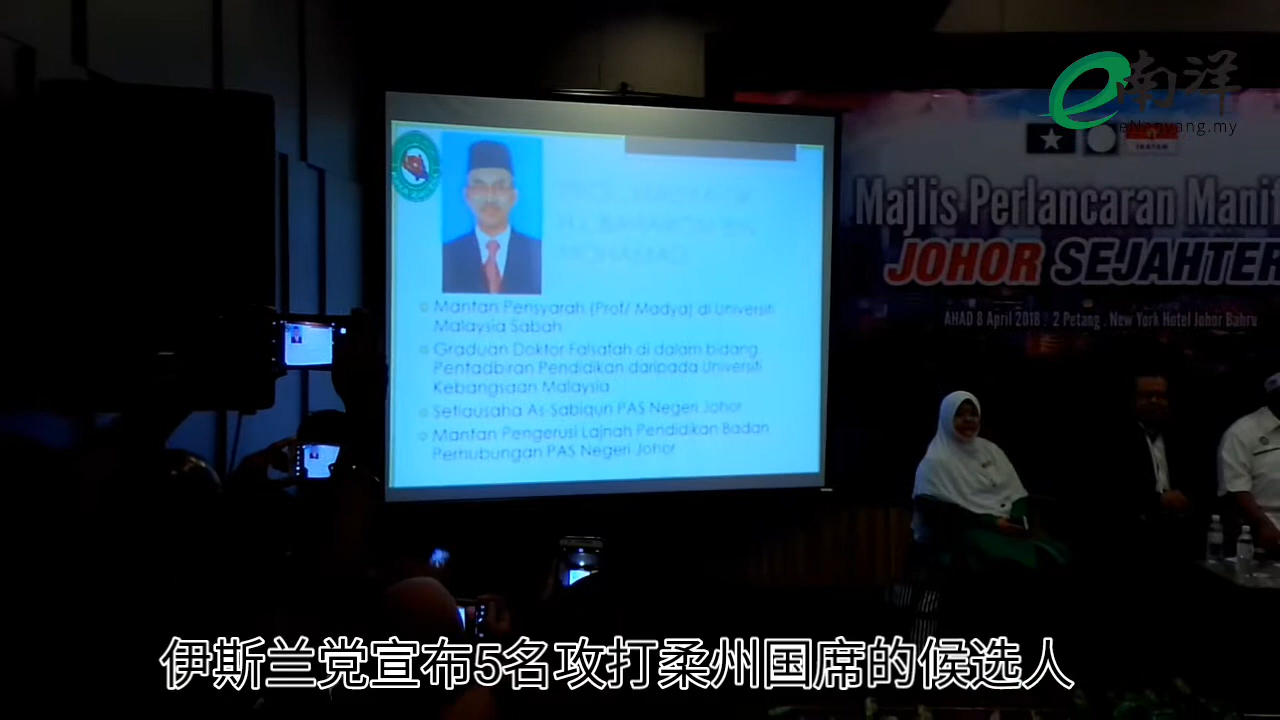 e南洋
eNanyang.my
IKATAN
Majlis Perlancaran Manif
JOHOR SEJAHTER
AHAD 8 April 2018 : 2 Petang . New York Hotel Johor Bahru
MOHAMAD
Mantan Pensyarah (Prof/ Madya) di Universiti
Malaysia Sabah
Graduan Doktor Falsafah di dalam bidang
Pentadbiran Pendidikan daripada Universiti
Kebangsaan Malaysia
Setiausaha As-Sabiqun PAS Negeri Johor
Mantan Pengerusi Lajnah Pendidikan Badan
Perhubungan PAS Negeri Johor
伊斯兰党宣布5名攻打柔州国席的候选人